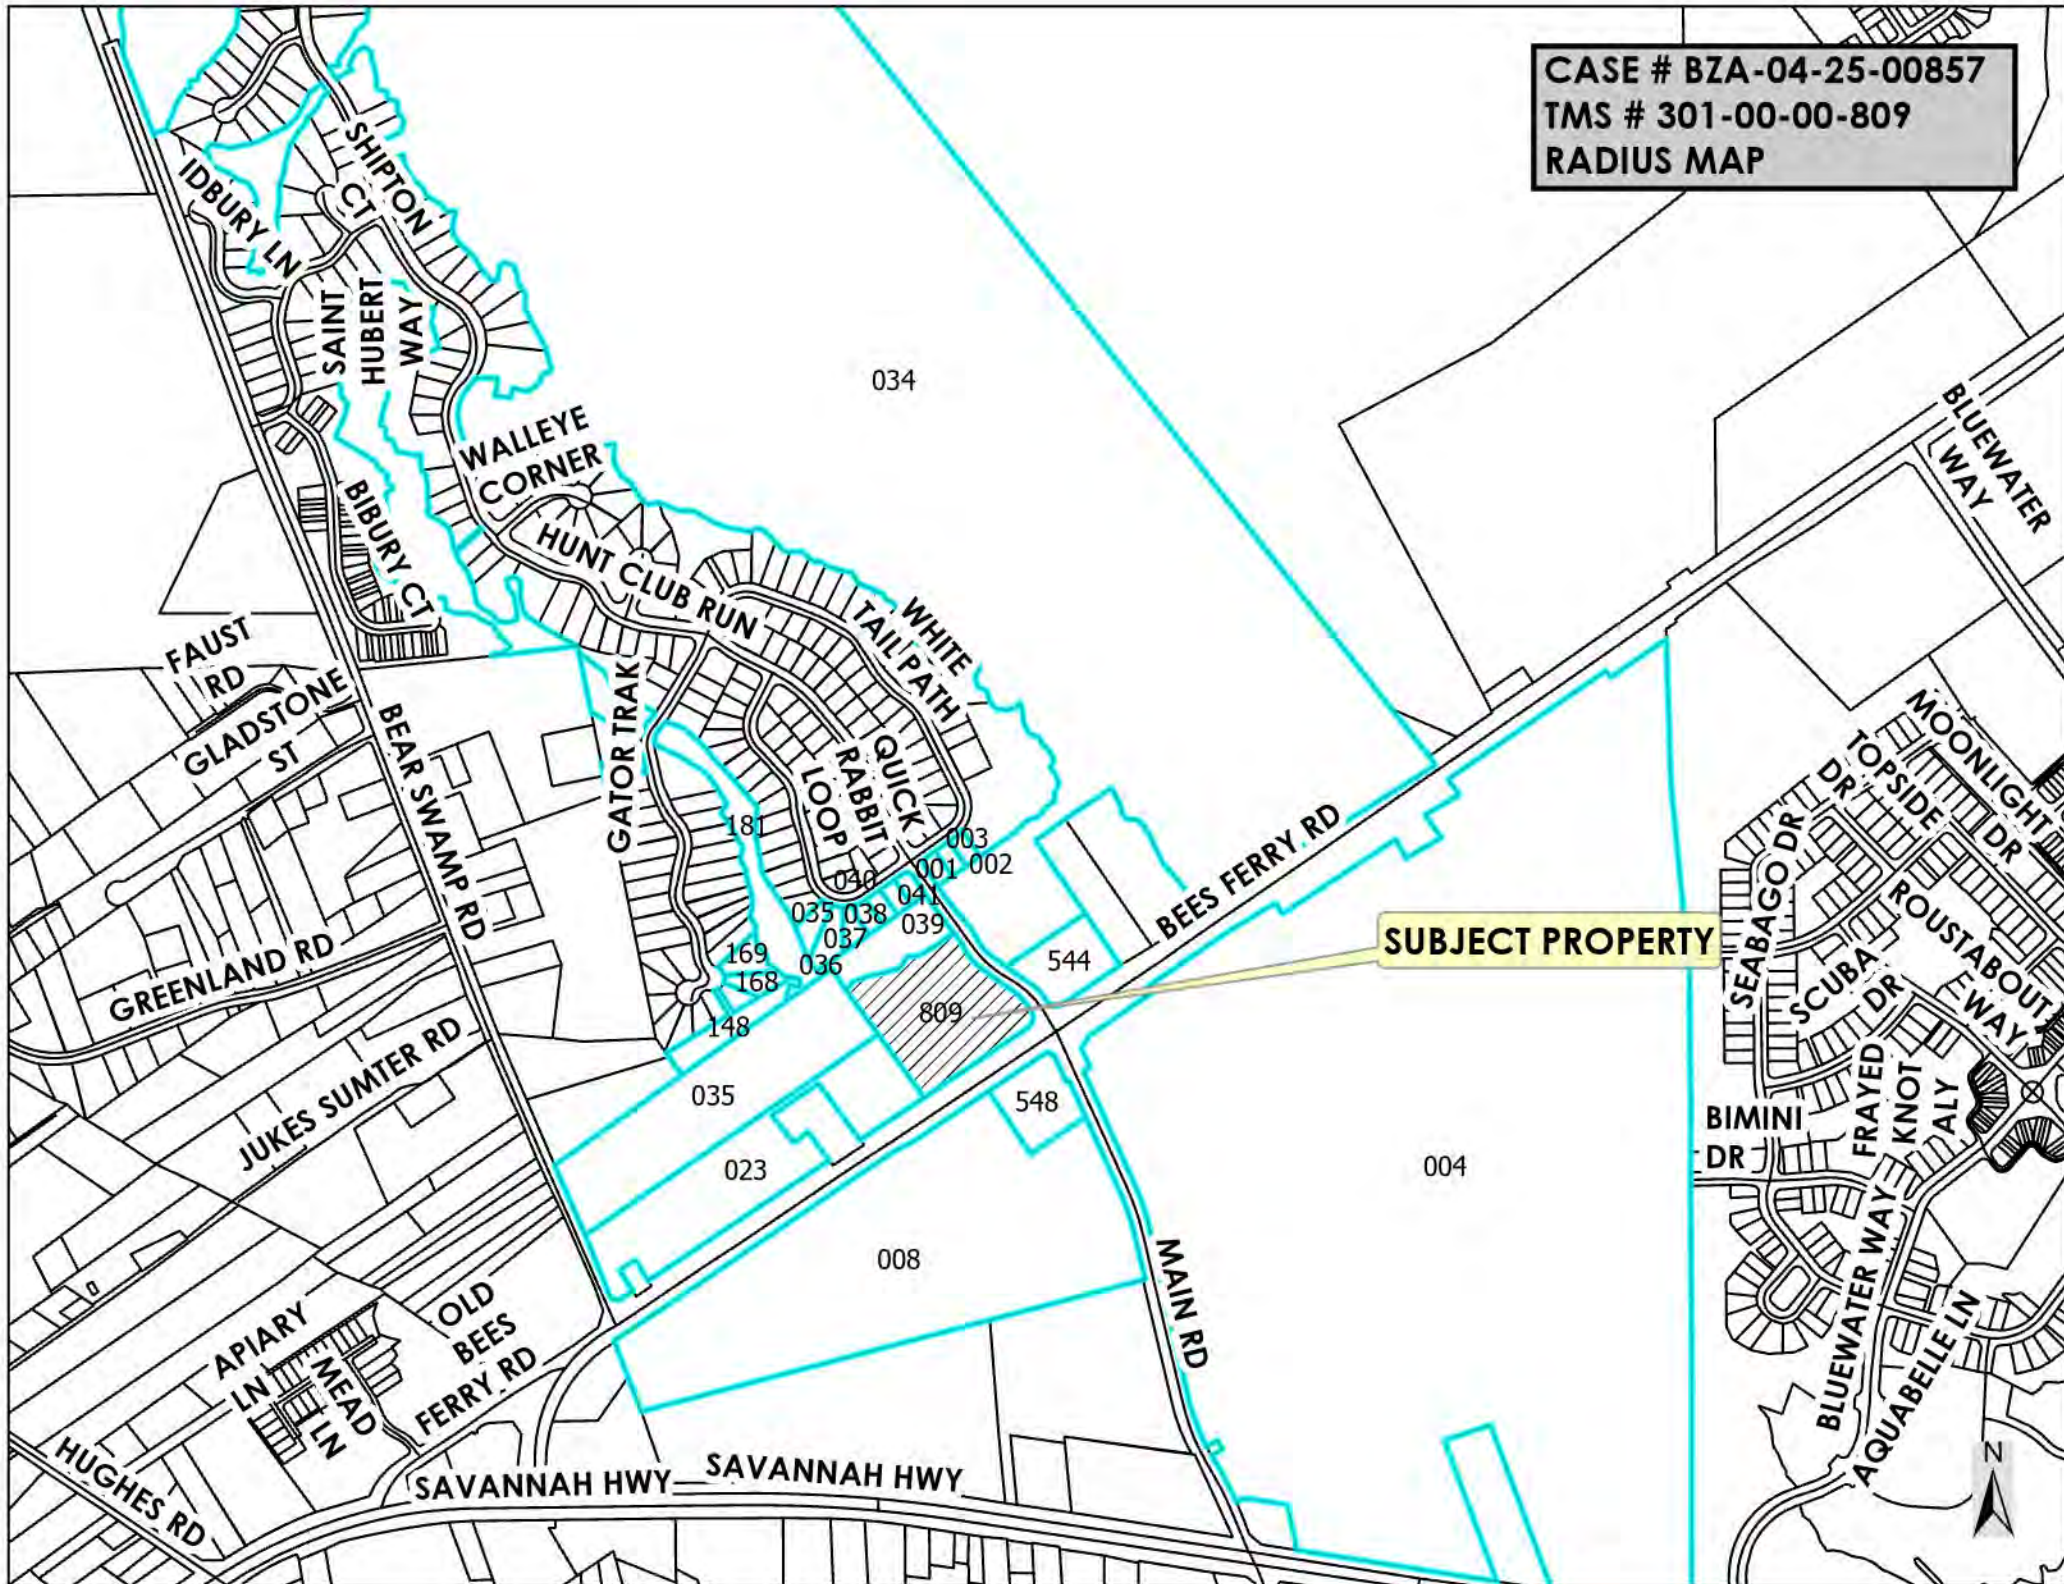 CASE # BZA-04-25-00857
TMS # 301-00-00-809
RADIUS MAP
SHIPTON
CT
IDBURY LN
SAINT
HUBERT
WAY
034
WALLEYE
CORNER
BLUEWATER
WAY
BIBURY CT
HUNT CLUB RUN
WHITE
TAIL PATH
FAUST
RD
GLADSTONE
ST
BEAR SWAMP RD
GATOR TRAK
QUICK
RABBIT
LOOP
MOONLIGHT
DR
TOPSIDE
DR
181
003
002
001
040
041
035
038
039
037
036
BEES FERRY RD
SUBJECT PROPERTY
SEABAGO DR
ROUSTABOUT
WAY
SCUBA
DR
GREENLAND RD
169
168
148
544
809
JUKES SUMTER RD
035
548
FRAYED
KNOT
ALY
BIMINI
DR
023
004
008
MAIN RD
BLUEWATER WAY
AQUABELLE LN
OLD
BEES
FERRY RD
APIARY
LN
MEAD
LN
HUGHES RD
SAVANNAH HWY
SAVANNAH HWY
N